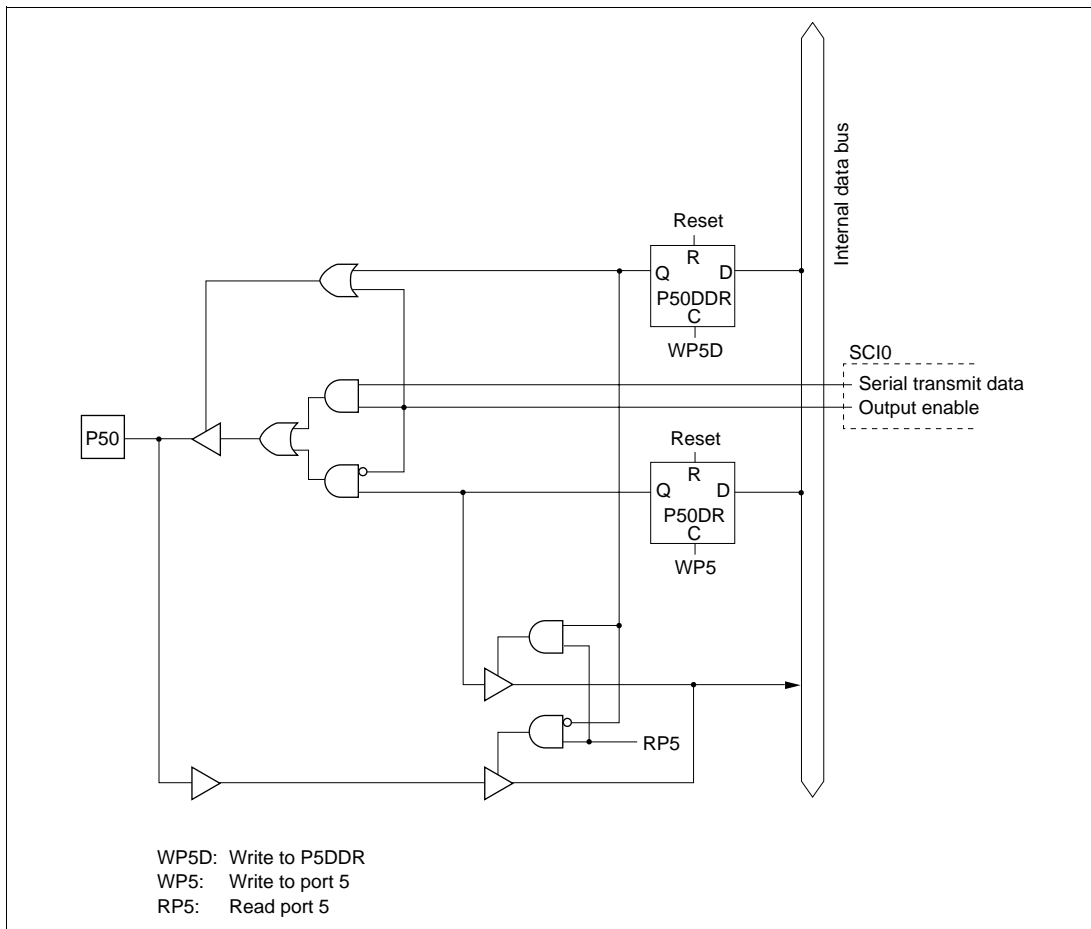 Internal data bus
Reset
R
Q D
P50DDR
C
WP5D
SCI0
Serial transmit data
Output enable
P50
Reset
R
Q D
P50DR
C
WP5
RP5
WP5D: Write to P5DDR
WP5: Write to port 5
RP5: Read port 5